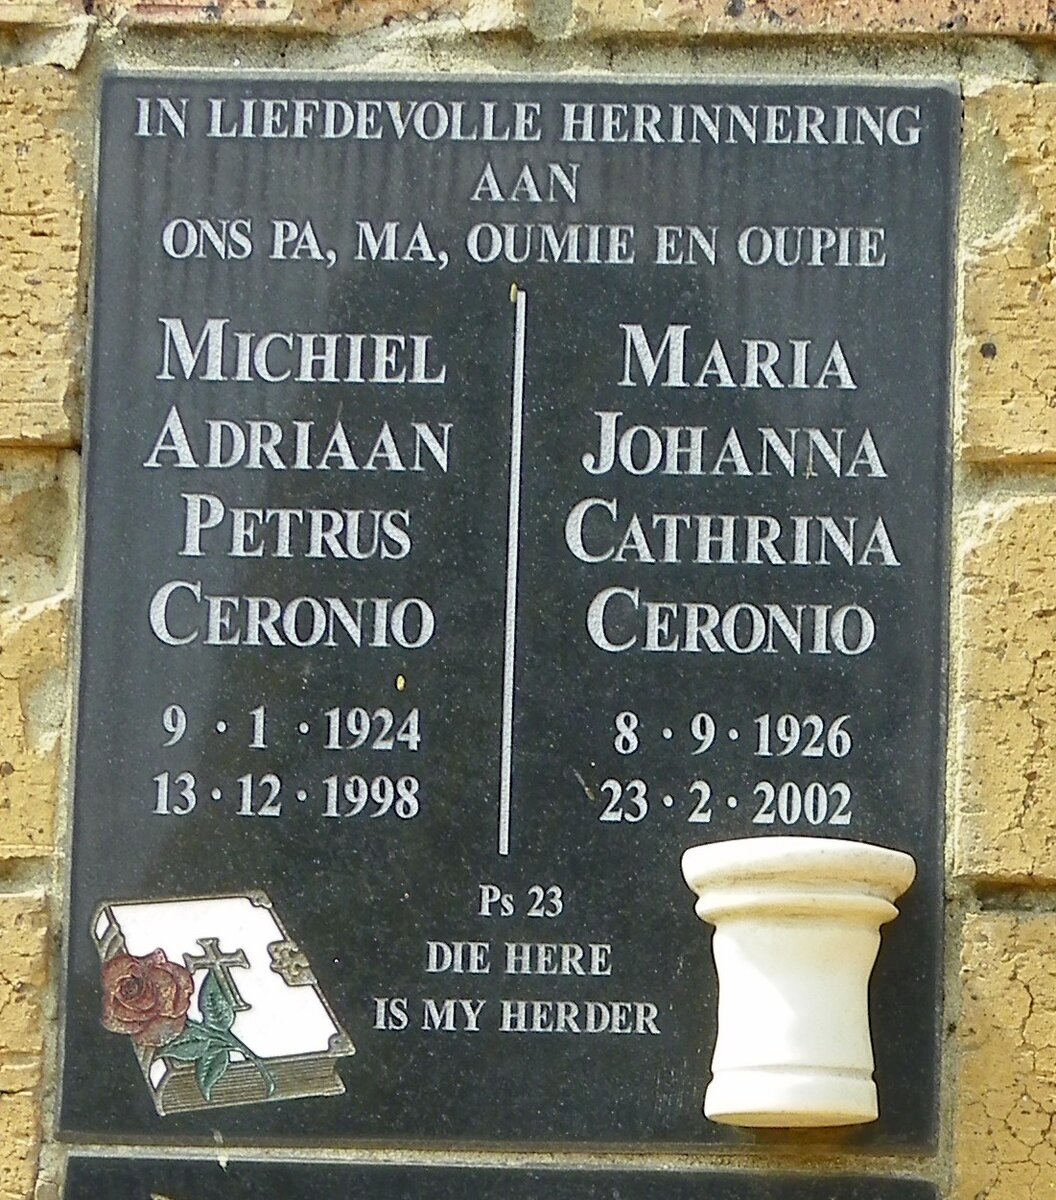 IN LIEFDEVOLLE HERINNERING
AAN
ONS PA, MA, OUMIE EN OUPIE
MICHIEL
ADRIAAN
PETRUS
CERONIO
9 · 1 · 1924
13 · 12 · 1998
MARIA
JOHANNA
CATHRINA
CERONIO
8 · 9 · 1926
23 · 2 · 2002
Ps 23
DIE HERE
IS MY HERDER